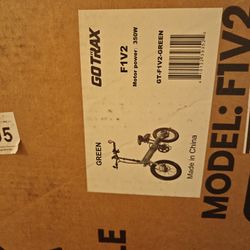 GOTRAX
F1V2
Motor power 350W
GT-F1V2-GREEN
GREEN
Made in China
MODEL: F1V2